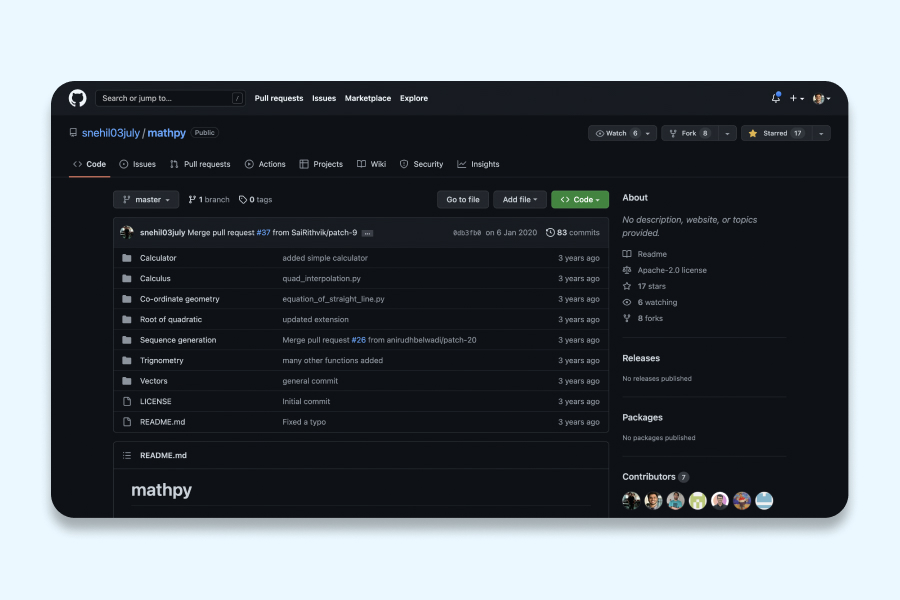 Search or jump to... /
Pull requests Issues Marketplace Explore
snehil03july / mathpy Public
Watch 6 Fork 8 Starred 17
Code Issues Pull requests Actions Projects Wiki Security Insights
master 1 branch 0 tags Go to file Add file Code
snehil03july Merge pull request #37 from SaiRithvik/patch-9 ... 0db3fb0 on 6 Jan 2020 83 commits
Calculator added simple calculator 3 years ago
Calculus quad_interpolation.py 3 years ago
Co-ordinate geometry equation_of_straight_line.py 3 years ago
Root of quadratic updated extension 3 years ago
Sequence generation Merge pull request #26 from anirudhbelwadi/patch-20 3 years ago
Trignometry many other functions added 3 years ago
Vectors general commit 3 years ago
LICENSE Initial commit 3 years ago
README.md Fixed a typo 3 years ago
README.md
mathpy
About
No description, website, or topics
provided.
Readme
Apache-2.0 license
17 stars
6 watching
8 forks
Releases
No releases published
Packages
No packages published
Contributors 7